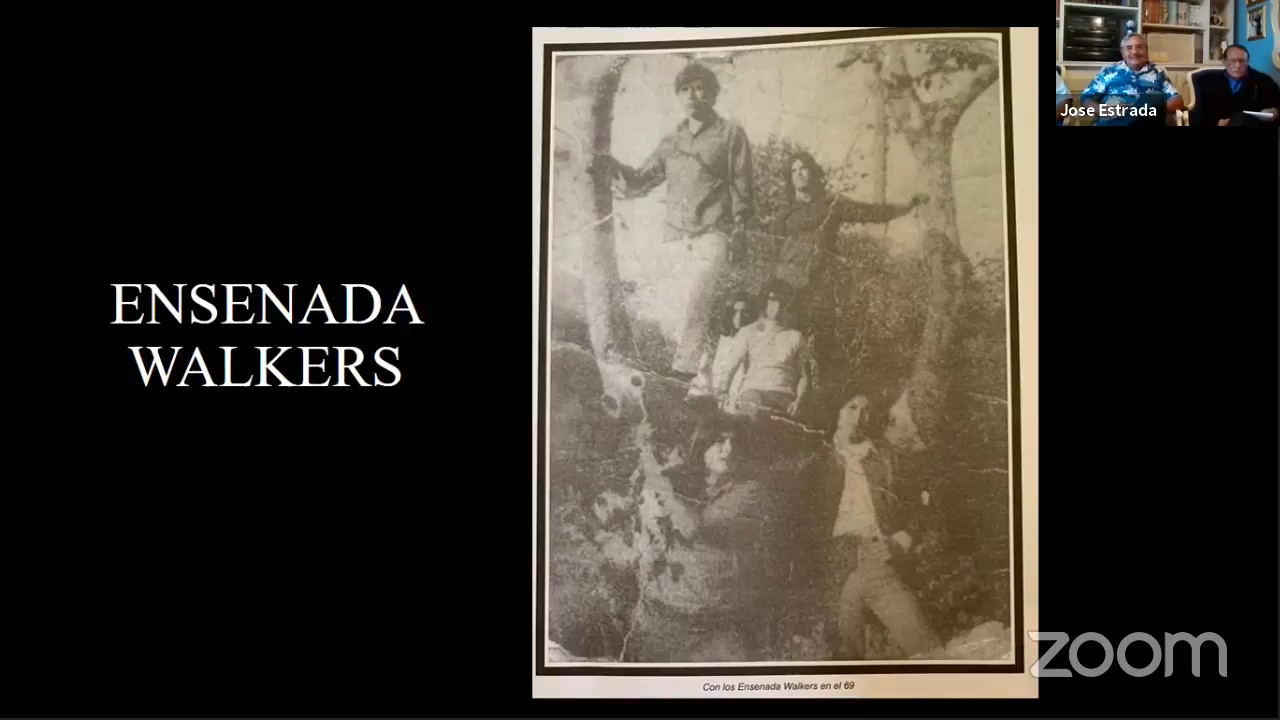 ENSENADA
WALKERS
Jose Estrada
Con los Ensenada Walkers en el 69
zoom